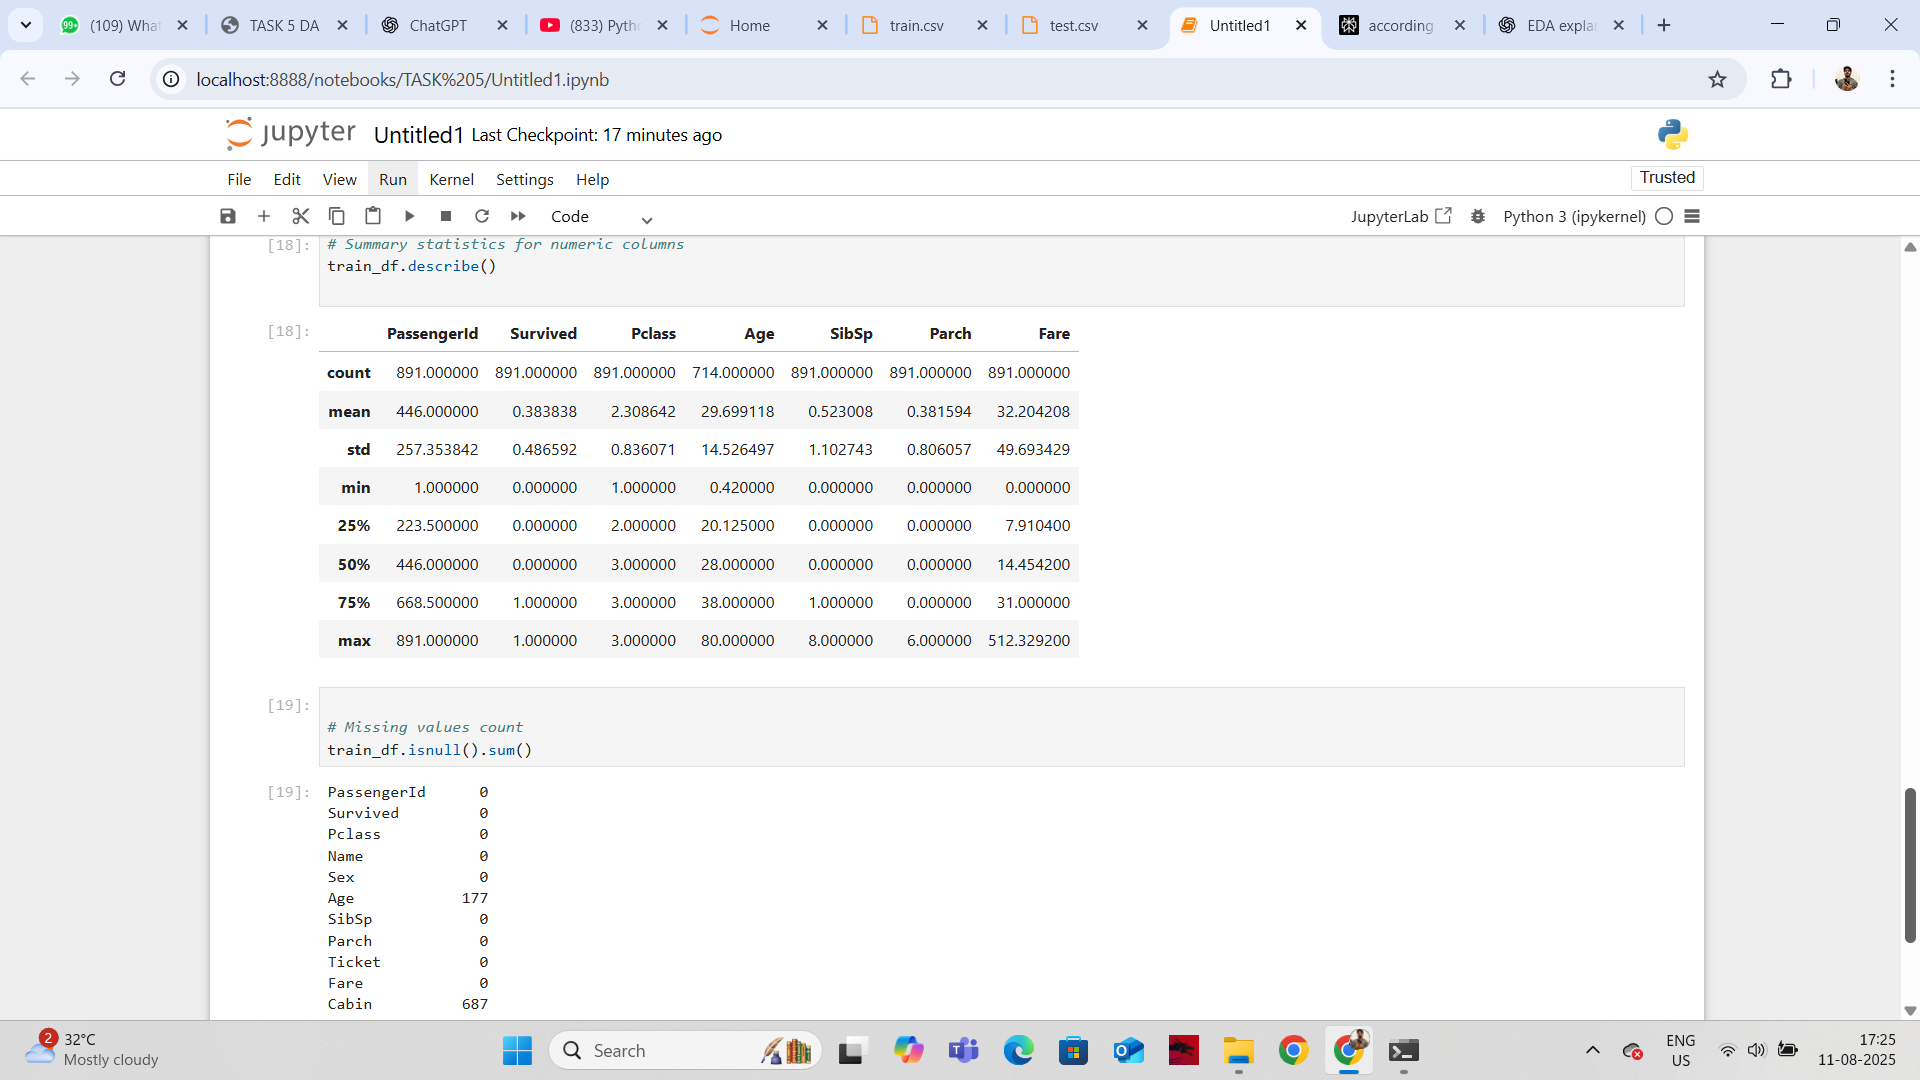 (109) What
TASK 5 DA
ChatGPT
(833) Pytho
Home
train.csv
test.csv
Untitled1
according
EDA explai
localhost:8888/notebooks/TASK%205/Untitled1.ipynb
jupyter Untitled1 Last Checkpoint: 17 minutes ago
File Edit View Run Kernel Settings Help
Trusted
Code
JupyterLab
Python 3 (ipykernel)
[18]: # Summary statistics for numeric columns
train_df.describe()
[18]: PassengerId Survived Pclass Age SibSp Parch Fare
count 891.000000 891.000000 891.000000 714.000000 891.000000 891.000000 891.000000
mean 446.000000 0.383838 2.308642 29.699118 0.523008 0.381594 32.204208
std 257.353842 0.486592 0.836071 14.526497 1.102743 0.806057 49.693429
min 1.000000 0.000000 1.000000 0.420000 0.000000 0.000000 0.000000
25% 223.500000 0.000000 2.000000 20.125000 0.000000 0.000000 7.910400
50% 446.000000 0.000000 3.000000 28.000000 0.000000 0.000000 14.454200
75% 668.500000 1.000000 3.000000 38.000000 1.000000 0.000000 31.000000
max 891.000000 1.000000 3.000000 80.000000 8.000000 6.000000 512.329200
[19]:
# Missing values count
train_df.isnull().sum()
[19]: PassengerId 0
Survived 0
Pclass 0
Name 0
Sex 0
Age 177
SibSp 0
Parch 0
Ticket 0
Fare 0
Cabin 687
2
32°C
Mostly cloudy
Search
ENG
US
17:25
11-08-2025